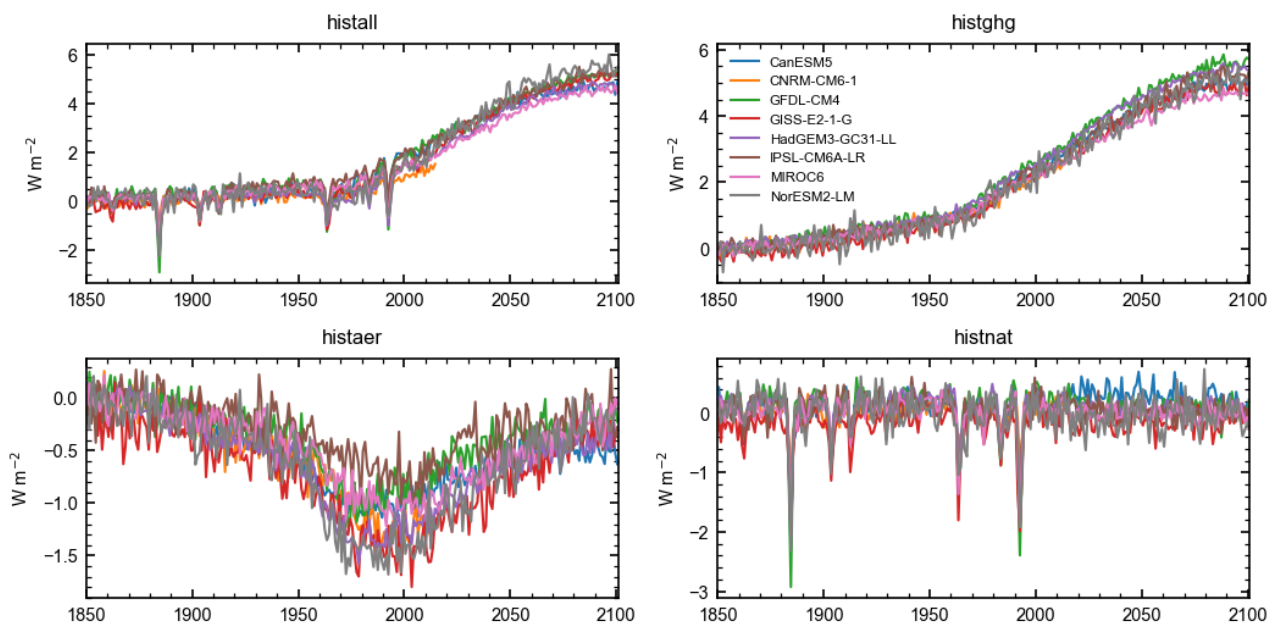 histall
W m−2
6
4
2
0
−2
1850 1900 1950 2000 2050 2100
histghg
W m−2
6
4
2
0
CanESM5
CNRM-CM6-1
GFDL-CM4
GISS-E2-1-G
HadGEM3-GC31-LL
IPSL-CM6A-LR
MIROC6
NorESM2-LM
1850 1900 1950 2000 2050 2100
histaer
W m−2
0.0
−0.5
−1.0
−1.5
1850 1900 1950 2000 2050 2100
histnat
W m−2
0
−1
−2
−3
1850 1900 1950 2000 2050 2100